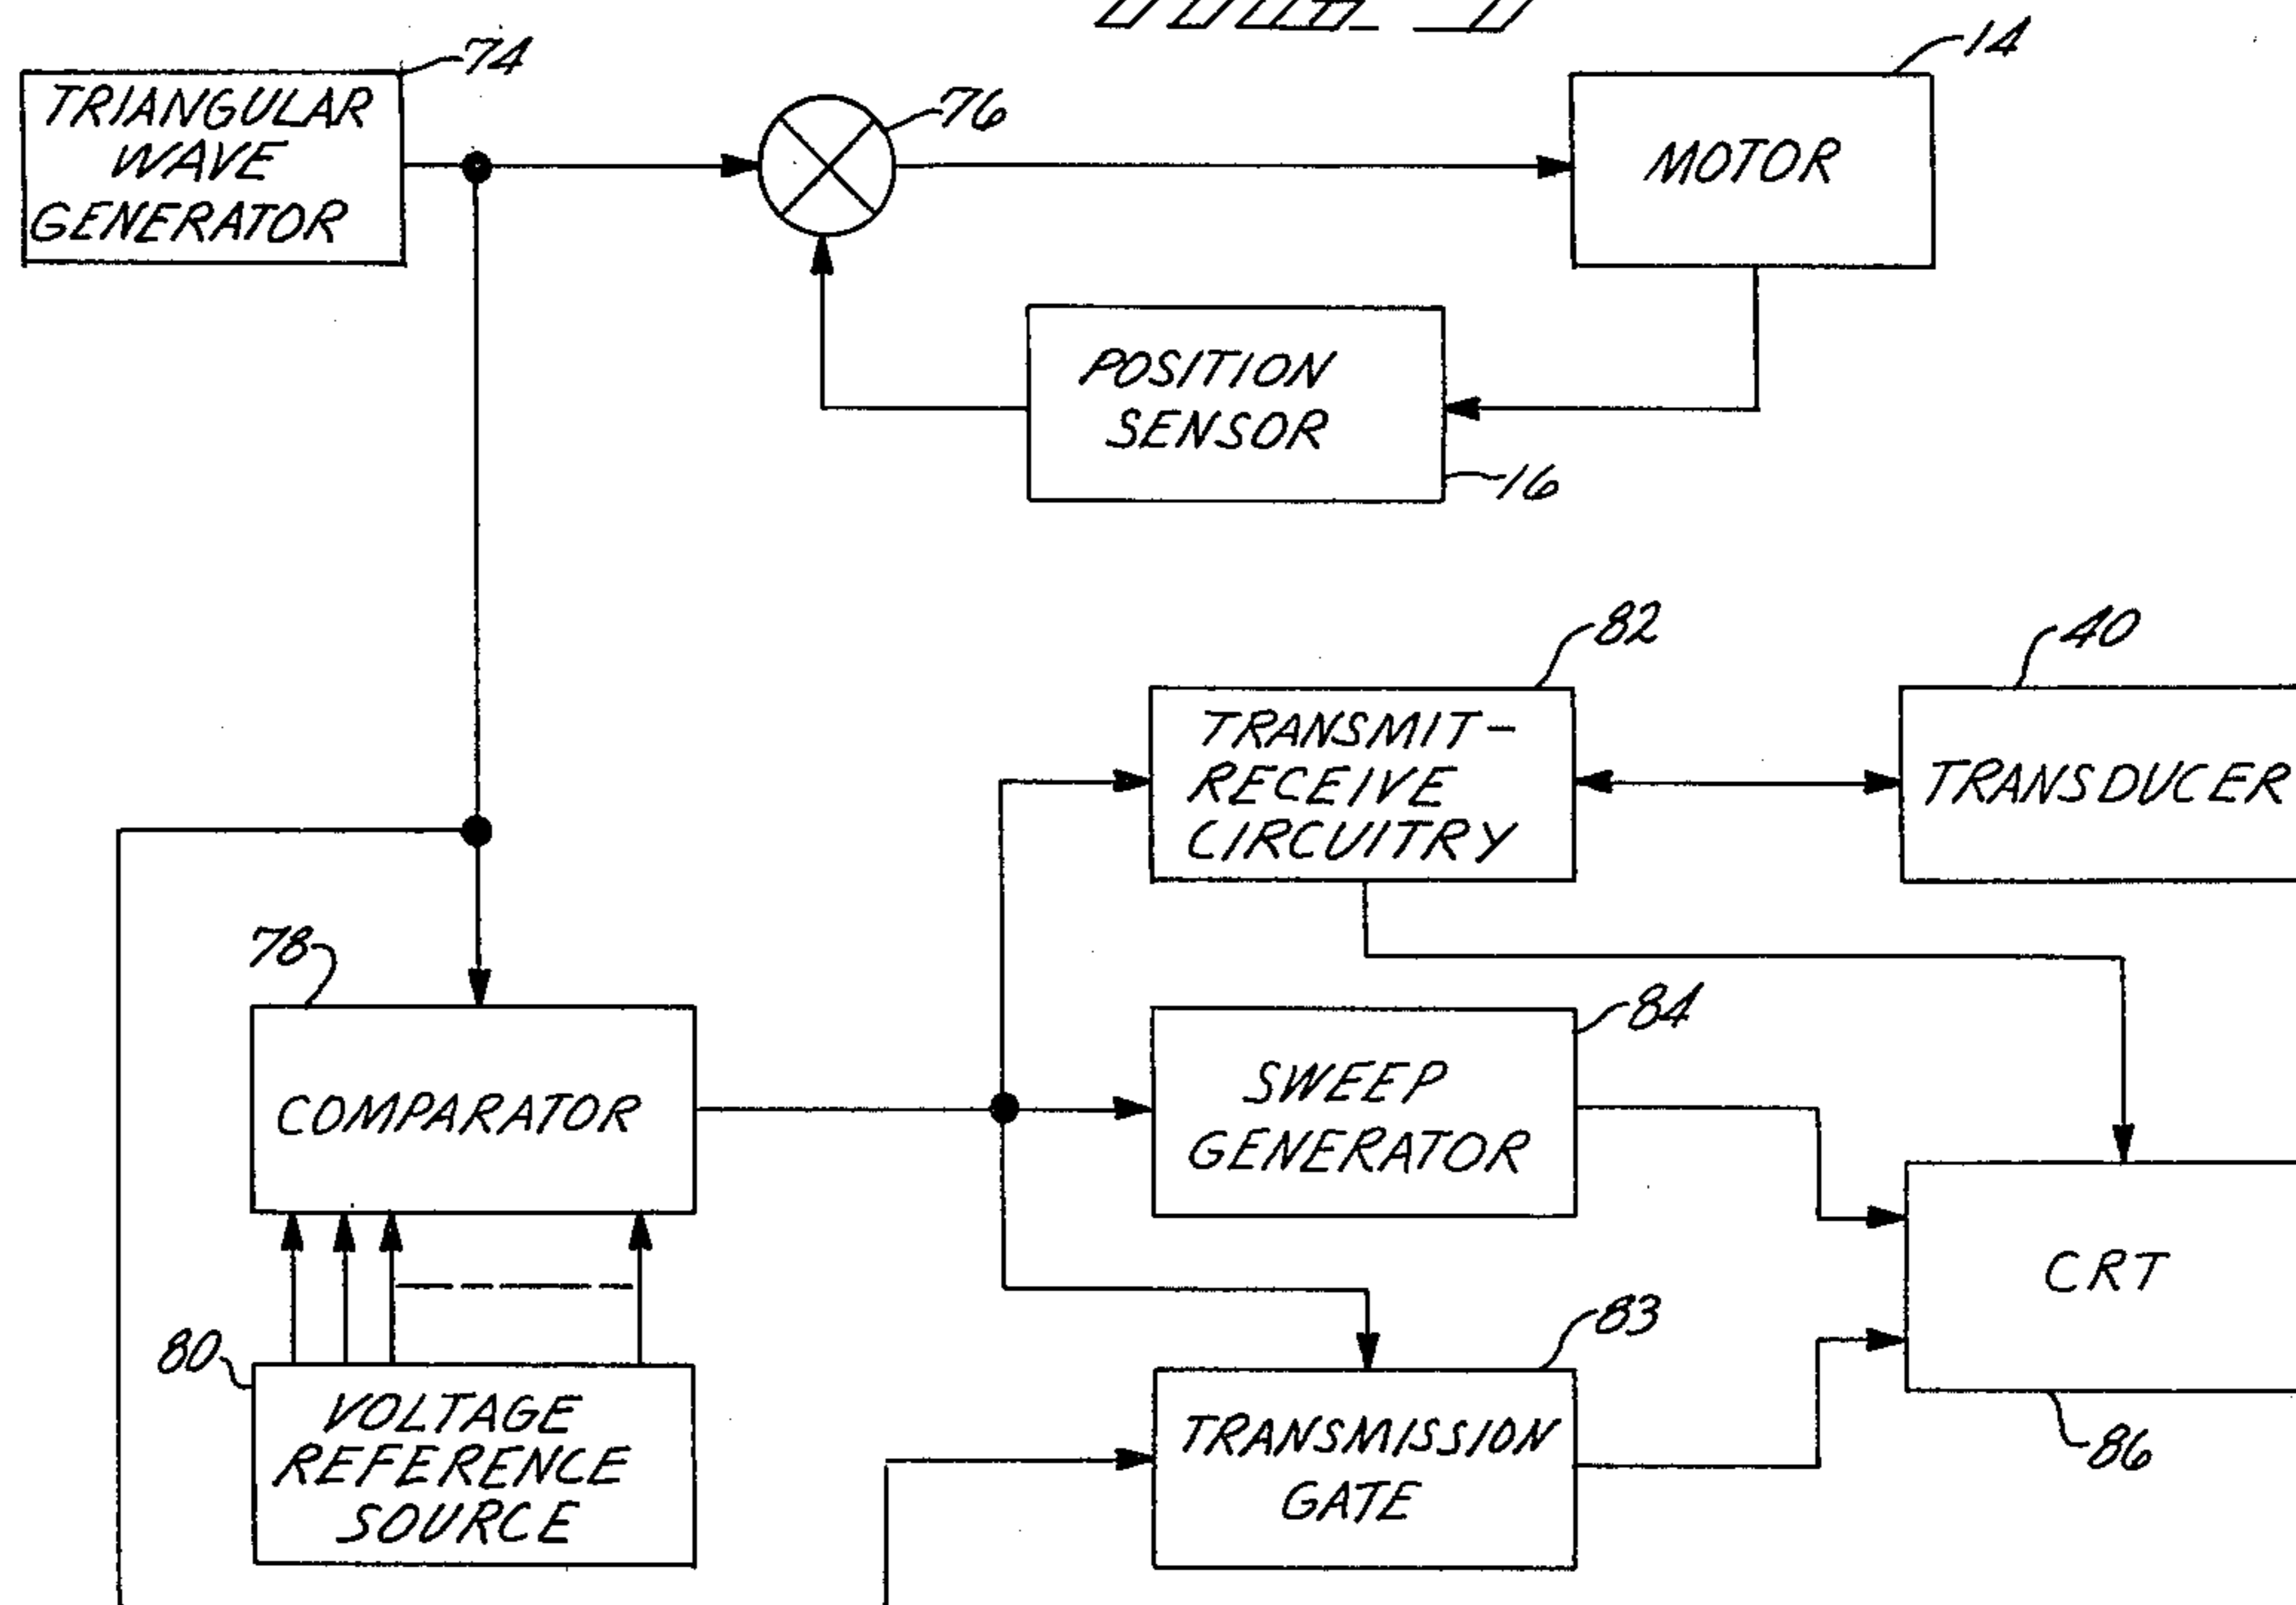 74
TRIANGULAR
WAVE
GENERATOR
76
14
MOTOR
POSITION
SENSOR
16
82
TRANSMIT-
RECEIVE
CIRCUITRY
40
TRANSDUCER
78
COMPARATOR
84
SWEEP
GENERATOR
CRT
86
80
VOLTAGE
REFERENCE
SOURCE
83
TRANSMISSION
GATE